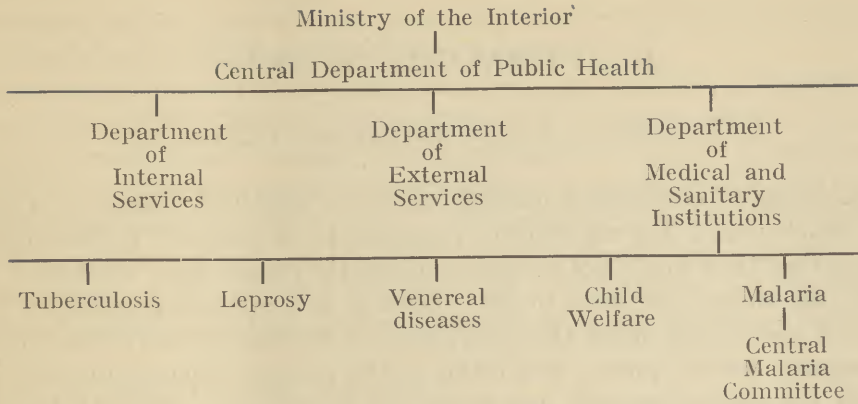 Ministry of the Interior
Central Department of Public Health
Department
of
Internal
Services
Department
of
External
Services
Department
of
Medical and
Sanitary
Institutions
Tuberculosis
Leprosy
Venereal
diseases
Child
Welfare
Malaria
Central
Malaria
Committee